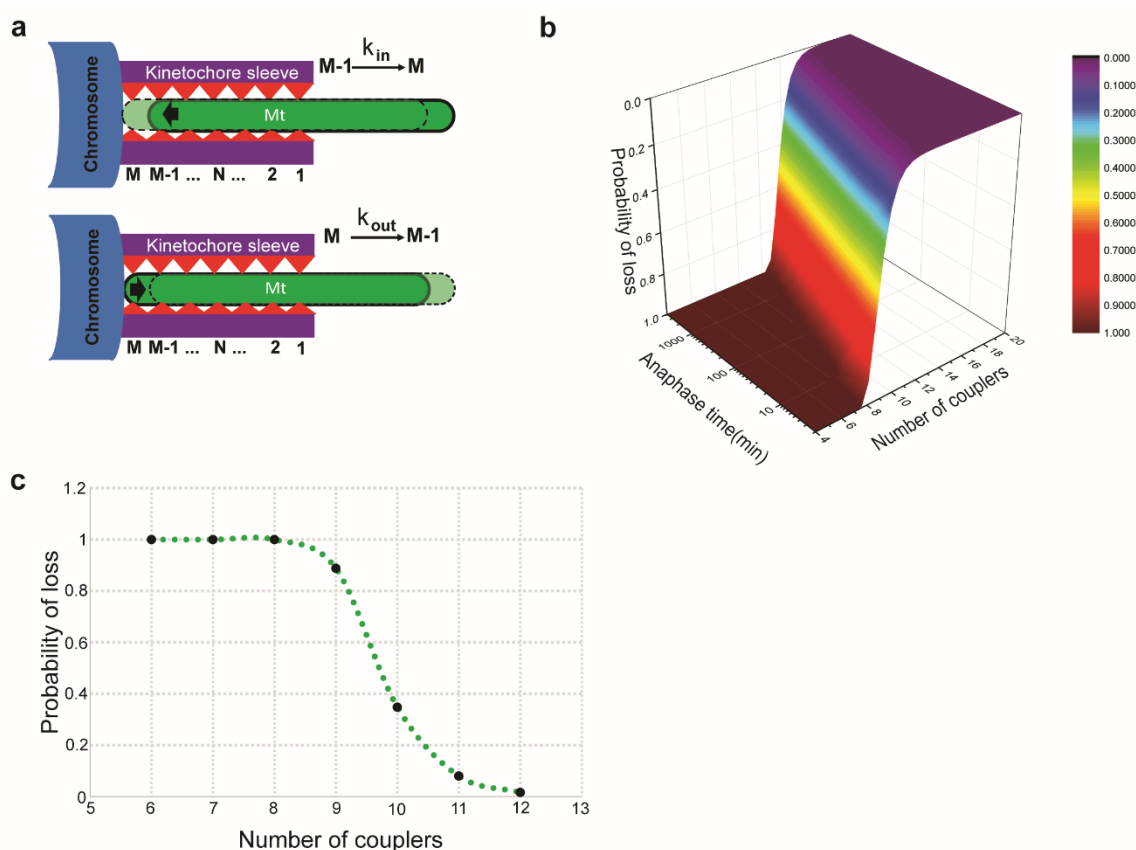 a
Kinetochore sleeve
M-1 k_in M
Chromosome
Mt
M M-1 ... N ... 2 1
Kinetochore sleeve
M k_out M-1
Chromosome
Mt
M M-1 ... N ... 2 1
b
Probability of loss
0.0
0.2
0.4
0.6
0.8
1.0
Anaphase time(min)
1000
100
10
Number of couplers
4
6
8
10
12
14
16
18
20
0.000
0.1000
0.2000
0.3000
0.4000
0.5000
0.6000
0.7000
0.8000
0.9000
1.000
c
Probability of loss
1.2
1
0.8
0.6
0.4
0.2
0
5 6 7 8 9 10 11 12 13
Number of couplers